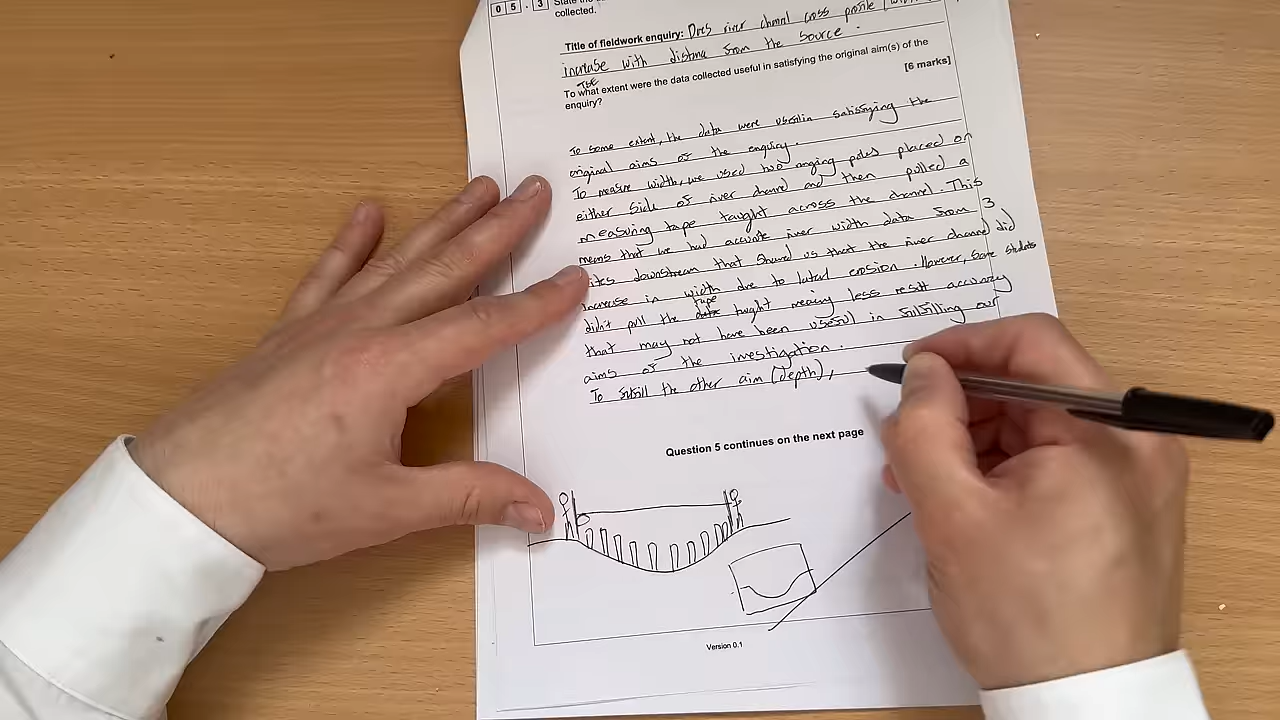 05.3 State the
collected.
Title of fieldwork enquiry: Does river channel cross profile (width
increase with distance from the source.
To what extent were the data collected useful in satisfying the original aim(s) of the
enquiry?
[6 marks]
To some extent, the data were useful in satisfying the
original aims of the enquiry.
To measure width, we used two ranging poles placed on
either side of river channel and then pulled a
measuring tape taught across the channel. This
means that we had accurate river width data from 3
sites downstream that showed us that the river channel did
increase in width due to lateral erosion. However, some students
didn't pull the tape taught meaning less result accuracy
that may not have been useful in fulfilling our
aims of the investigation.
To fulfill the other aim (depth),
Question 5 continues on the next page
Version 0.1